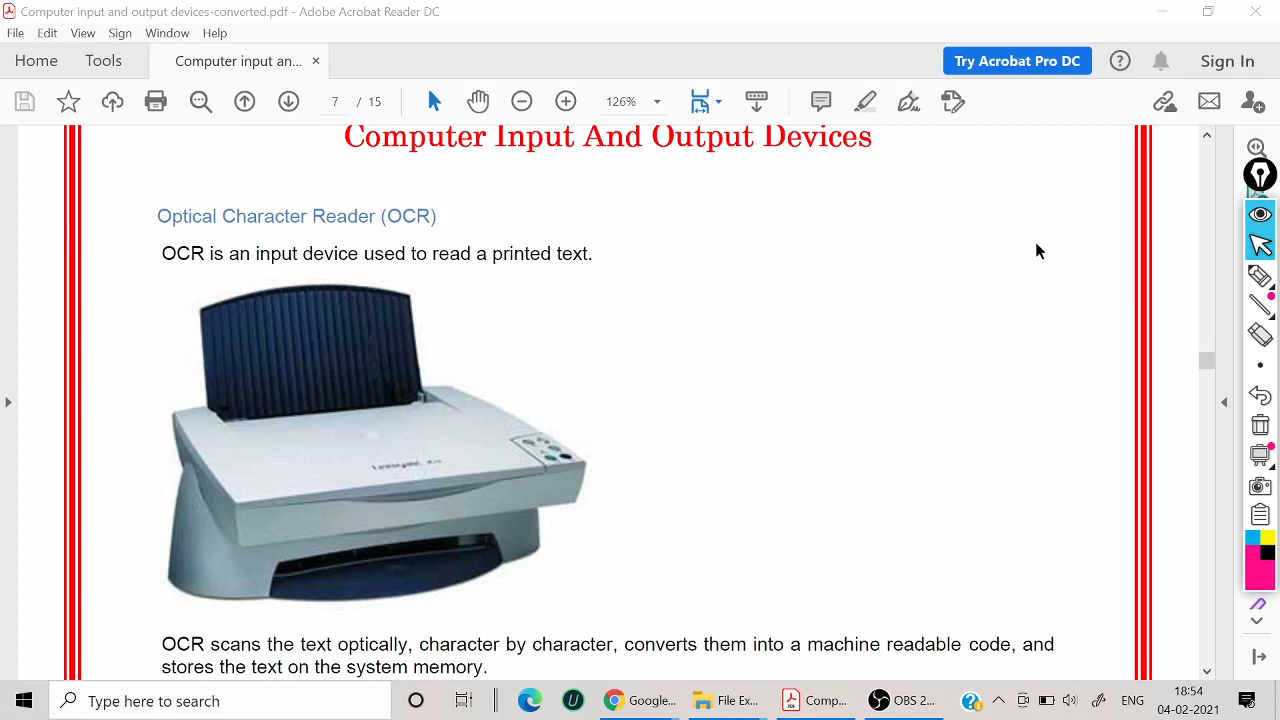 Computer input and output devices-converted.pdf - Adobe Acrobat Reader DC
File Edit View Sign Window Help
Home Tools Computer input an... × Try Acrobat Pro DC Sign In
7 / 15 126%
Computer Input And Output Devices
Optical Character Reader (OCR)
OCR is an input device used to read a printed text.
OCR scans the text optically, character by character, converts them into a machine readable code, and
stores the text on the system memory.
Type here to search Google... File Ex... Comp... OBS 2... ENG 18:54
04-02-2021